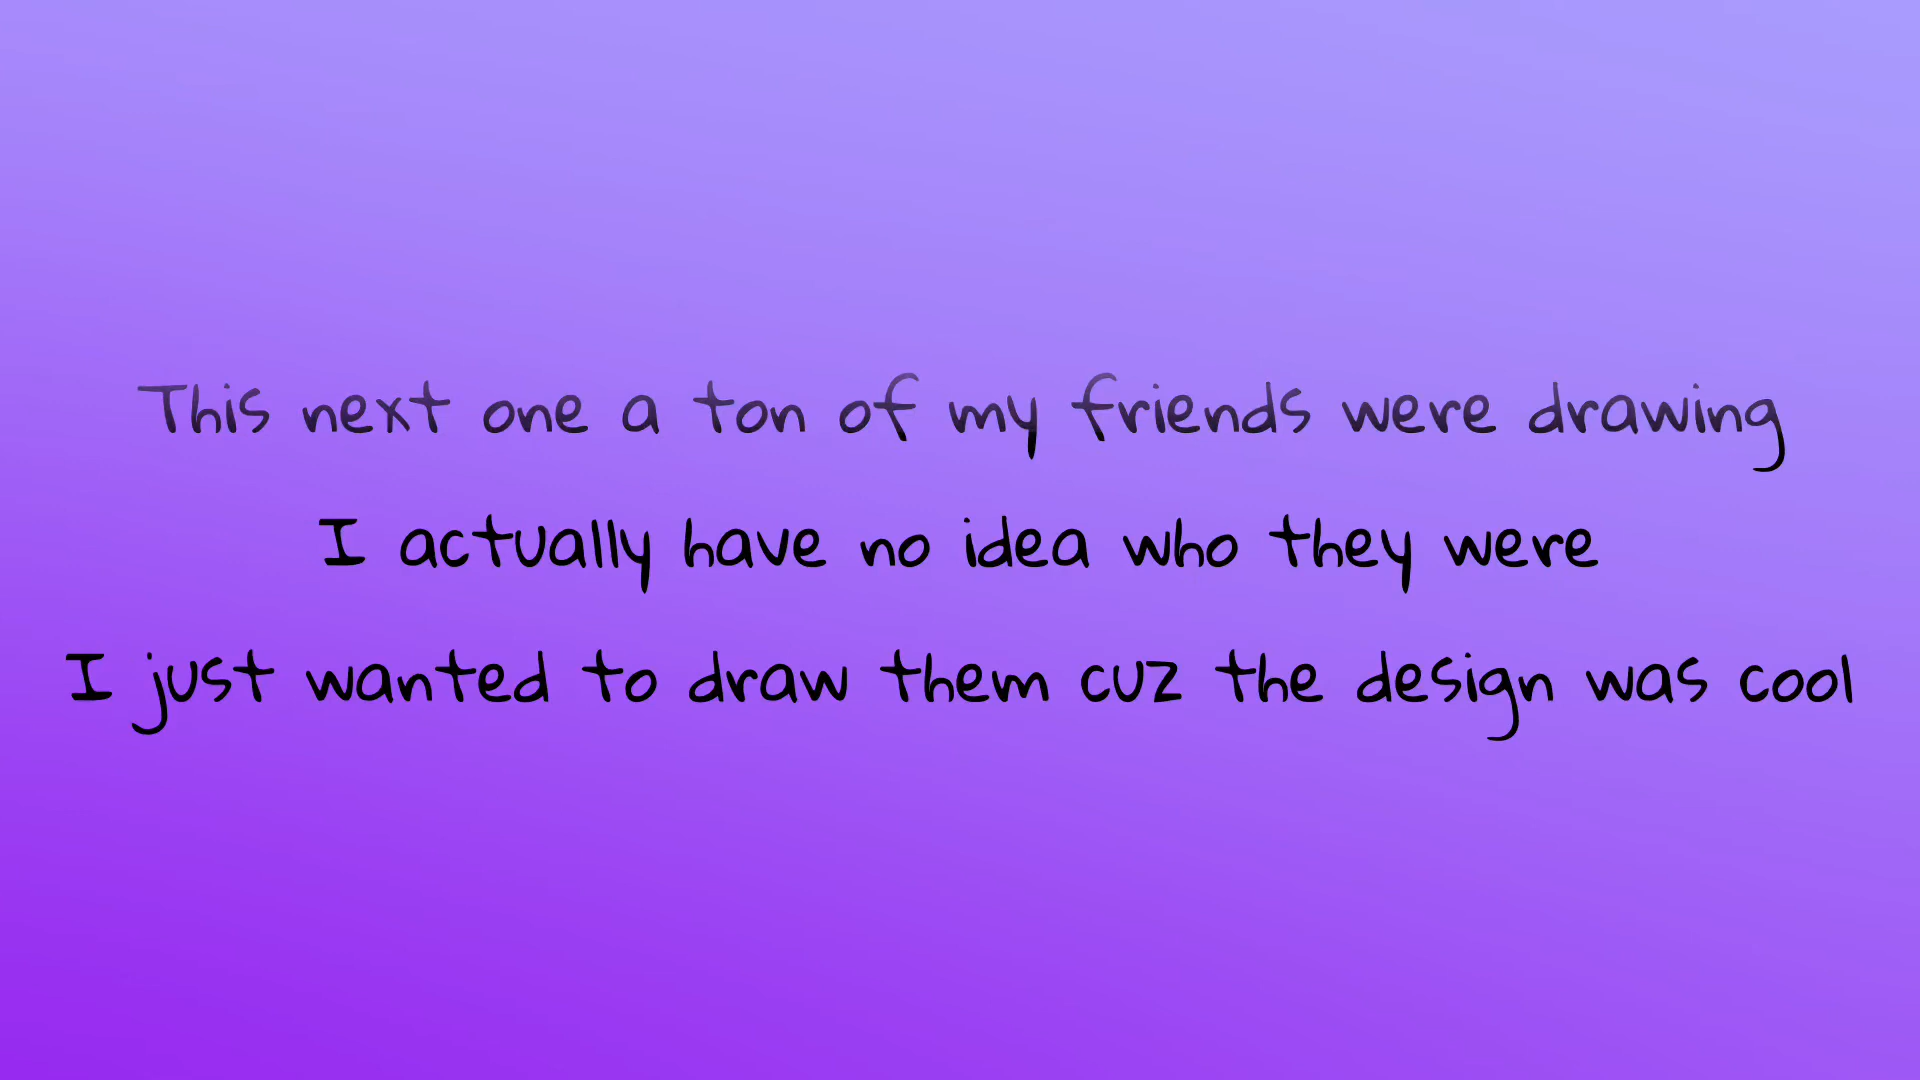 This next one a ton of my friends were drawing
I actually have no idea who they were
I just wanted to draw them cuz the design was cool